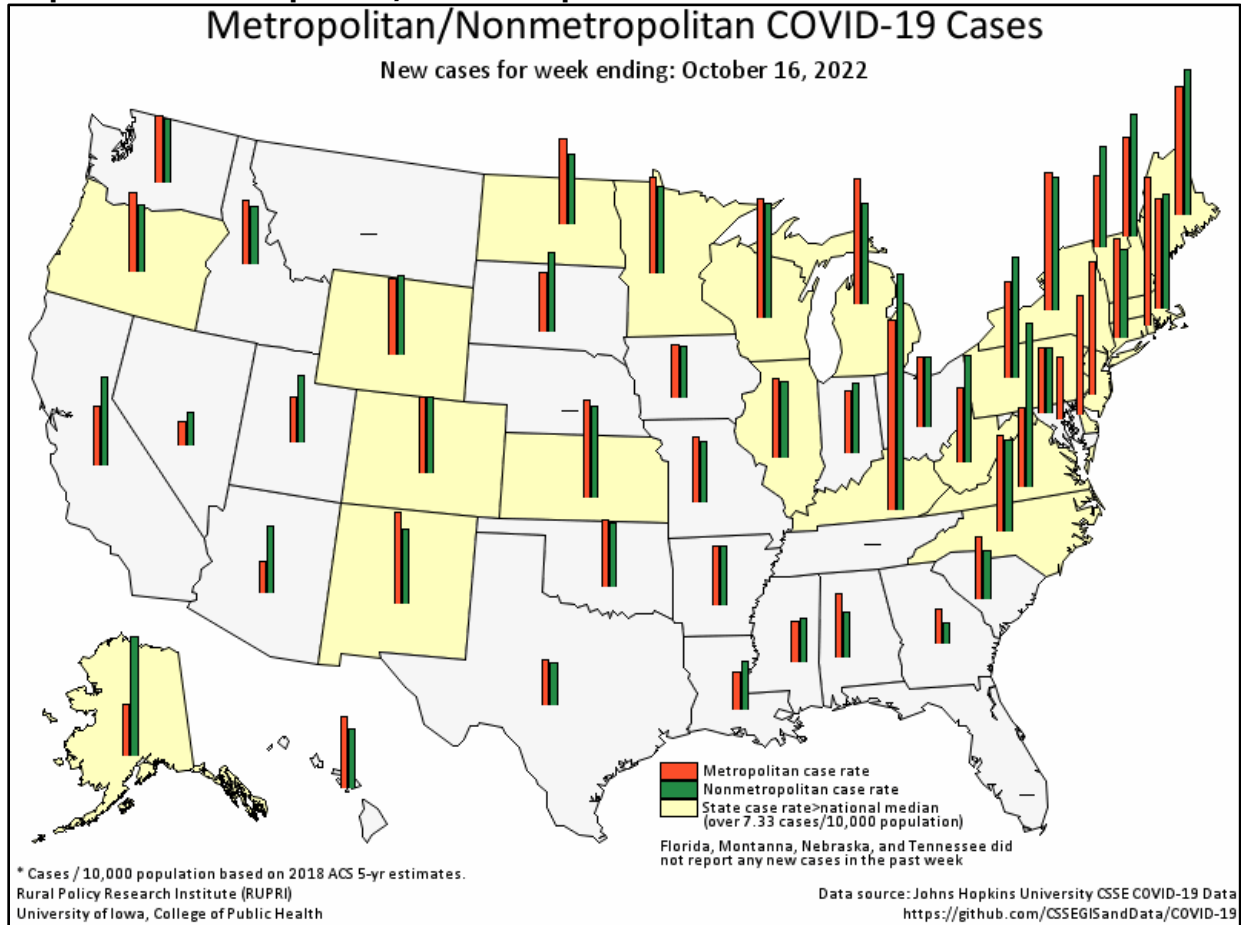 Metropolitan/Nonmetropolitan COVID-19 Cases
New cases for week ending: October 16, 2022
Metropolitan case rate
Nonmetropolitan case rate
State case rate>national median
(over 7.33 cases/10,000 population)
Florida, Montanna, Nebraska, and Tennessee did
not report any new cases in the past week
* Cases / 10,000 population based on 2018 ACS 5-yr estimates.
Rural Policy Research Institute (RUPRI)
University of Iowa, College of Public Health
Data source: Johns Hopkins University CSSE COVID-19 Data
https://github.com/CSSEGISandData/COVID-19